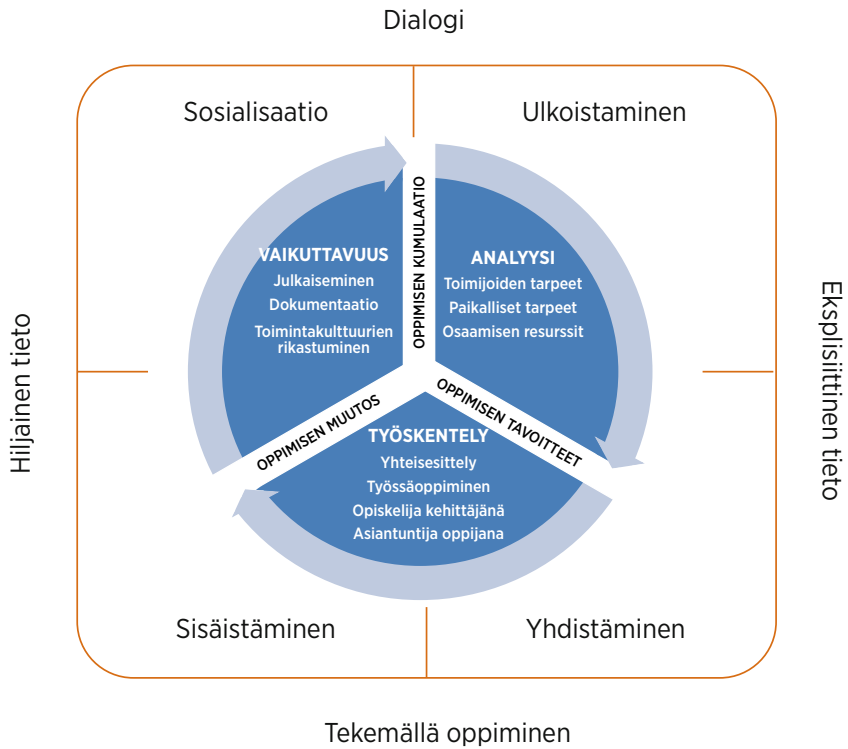 Dialogi
Sosialisaatio
Ulkoistaminen
Hiljainen tieto
Eksplisiittinen tieto
OPPIMISEN KUMULAATIO
VAIKUTTAVUUS
Julkaiseminen
Dokumentaatio
Toimintakulttuurien
rikastuminen
ANALYYSI
Toimijoiden tarpeet
Paikalliset tarpeet
Osaamisen resurssit
OPPIMISEN MUUTOS
OPPIMISEN TAVOITTEET
TYÖSKENTELY
Yhteisesittely
Työssäoppiminen
Opiskelija kehittäjänä
Asiantuntija oppijana
Sisäistäminen
Yhdistäminen
Tekemällä oppiminen